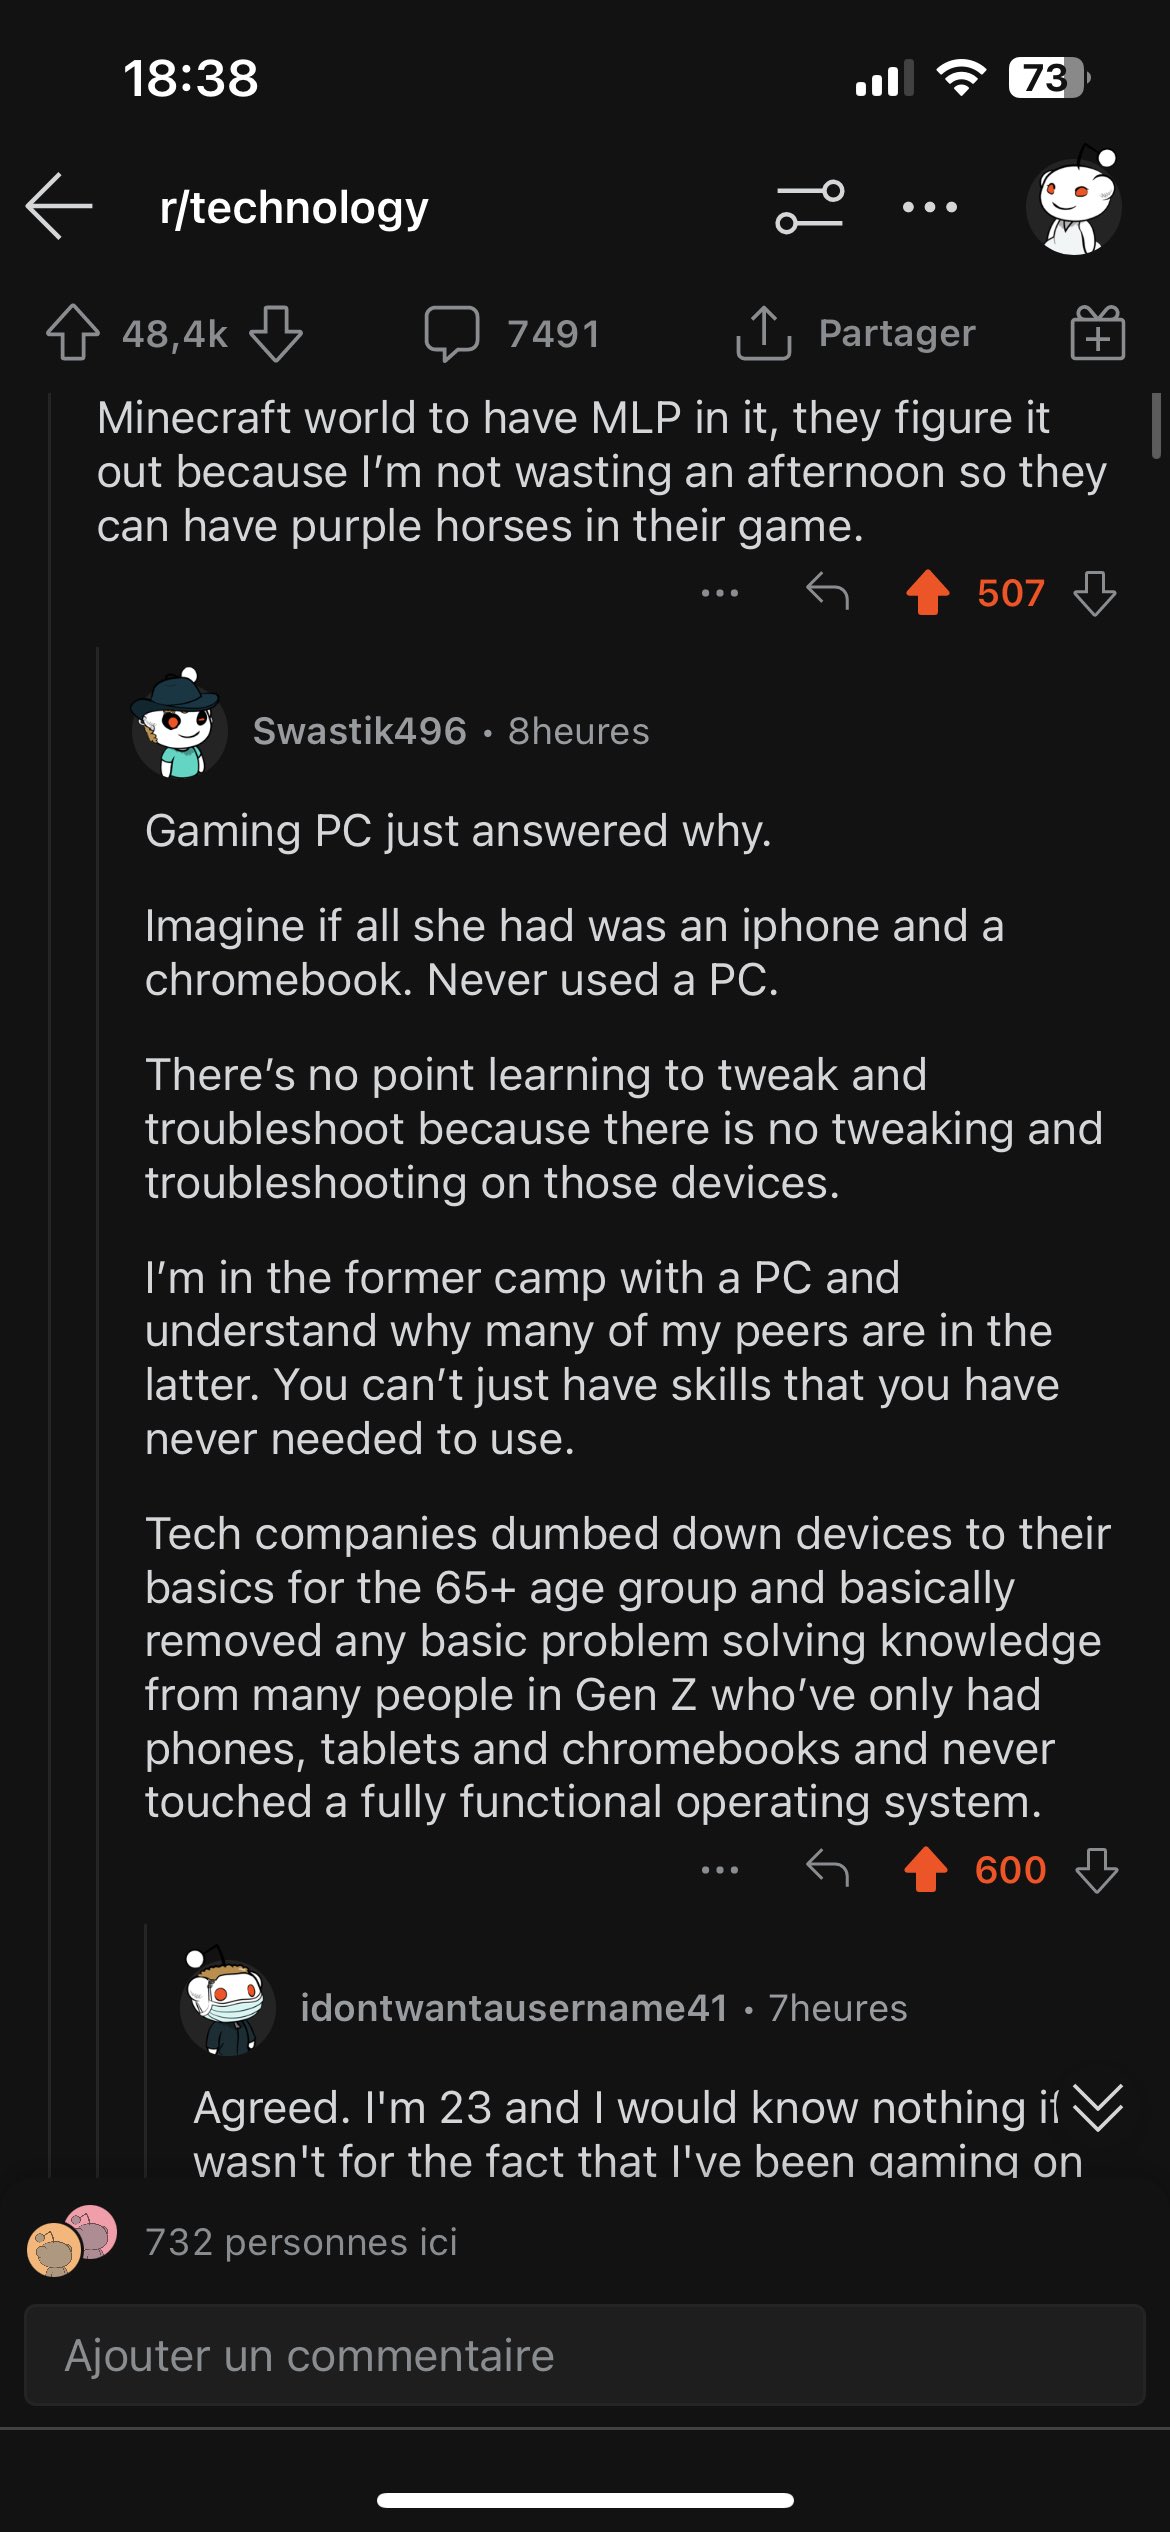 18:38
73
r/technology
48,4k
7491
Partager
Minecraft world to have MLP in it, they figure it
out because I’m not wasting an afternoon so they
can have purple horses in their game.
507
Swastik496 • 8heures
Gaming PC just answered why.
Imagine if all she had was an iphone and a
chromebook. Never used a PC.
There’s no point learning to tweak and
troubleshoot because there is no tweaking and
troubleshooting on those devices.
I’m in the former camp with a PC and
understand why many of my peers are in the
latter. You can’t just have skills that you have
never needed to use.
Tech companies dumbed down devices to their
basics for the 65+ age group and basically
removed any basic problem solving knowledge
from many people in Gen Z who’ve only had
phones, tablets and chromebooks and never
touched a fully functional operating system.
600
idontwantausername41 • 7heures
Agreed. I'm 23 and I would know nothing if
wasn't for the fact that I've been gaming on
732 personnes ici
Ajouter un commentaire